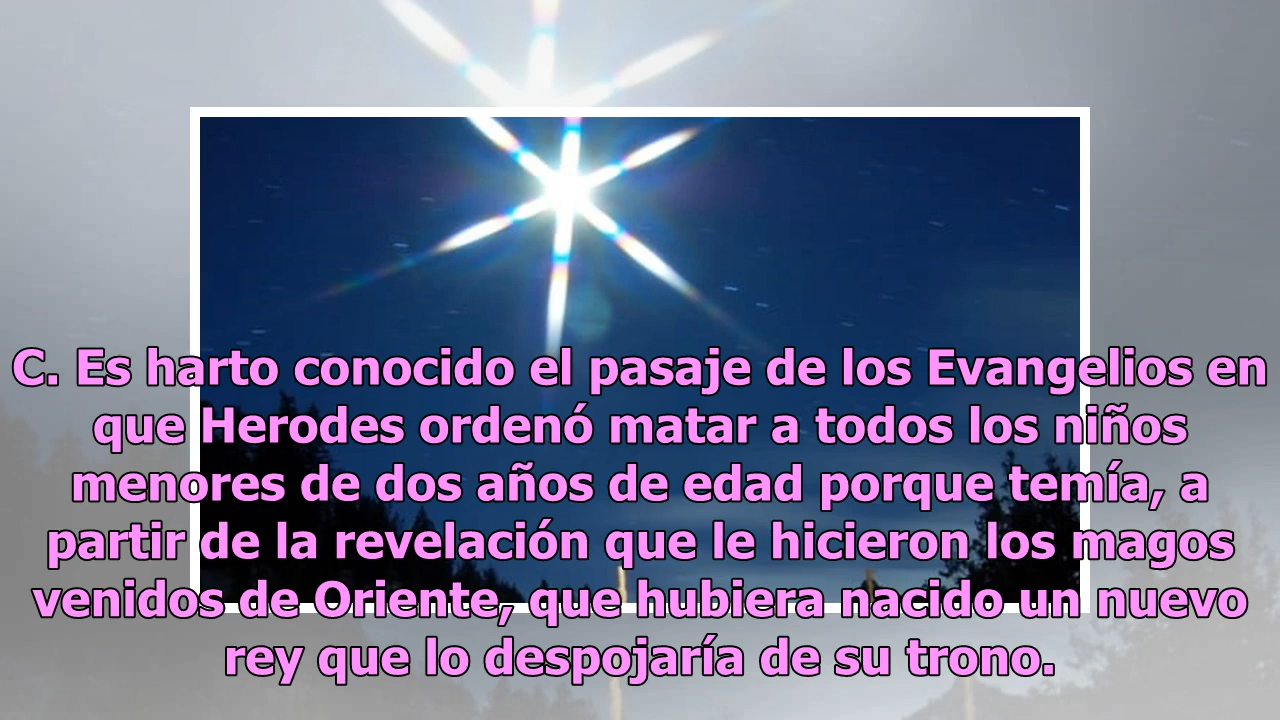 C. Es harto conocido el pasaje de los Evangelios en
que Herodes ordenó matar a todos los niños
menores de dos años de edad porque temía, a
partir de la revelación que le hicieron los magos
venidos de Oriente, que hubiera nacido un nuevo
rey que lo despojaría de su trono.